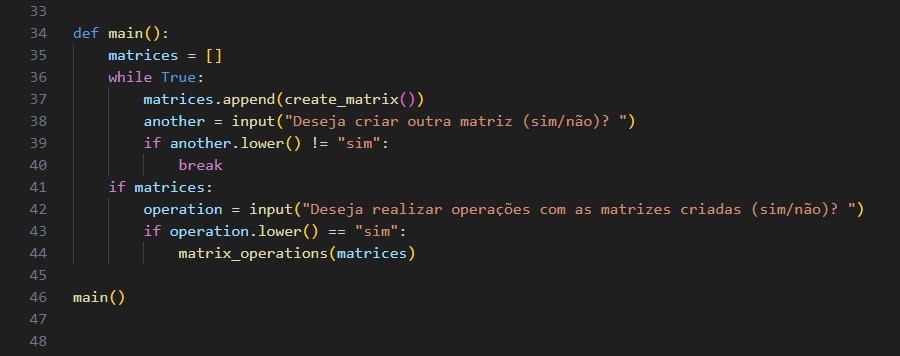 33
34 def main():
35     matrices = []
36     while True:
37         matrices.append(create_matrix())
38         another = input("Deseja criar outra matriz (sim/não)? ")
39         if another.lower() != "sim":
40             break
41     if matrices:
42         operation = input("Deseja realizar operações com as matrizes criadas (sim/não)? ")
43         if operation.lower() == "sim":
44             matrix_operations(matrices)
45
46 main()
47
48